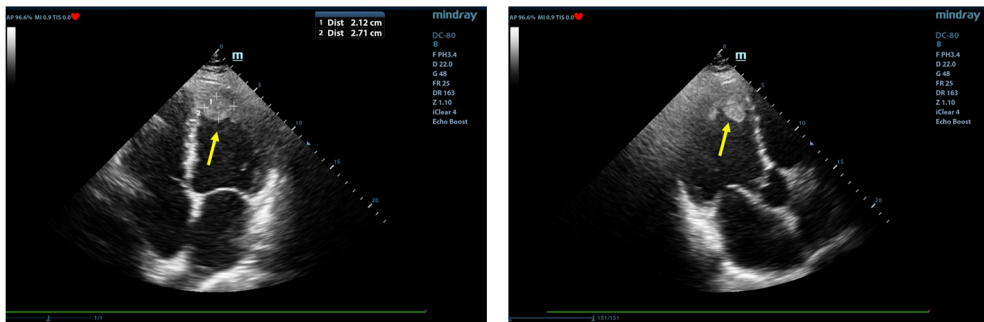 AP 96.6% MI 0.9 TIS 0.0
1 Dist 2.12 cm
2 Dist 2.71 cm
mindray
DC-80
B
F PH3.4
D 22.0
G 48
FR 25
DR 163
Z 1.10
iClear 4
Echo Boost
0
m
5
10
15
20
1
2
1/1
AP 96.6% MI 0.9 TIS 0.0
mindray
DC-80
B
F PH3.4
D 22.0
G 48
FR 25
DR 163
Z 1.10
iClear 4
Echo Boost
0
m
5
10
15
20
151/151